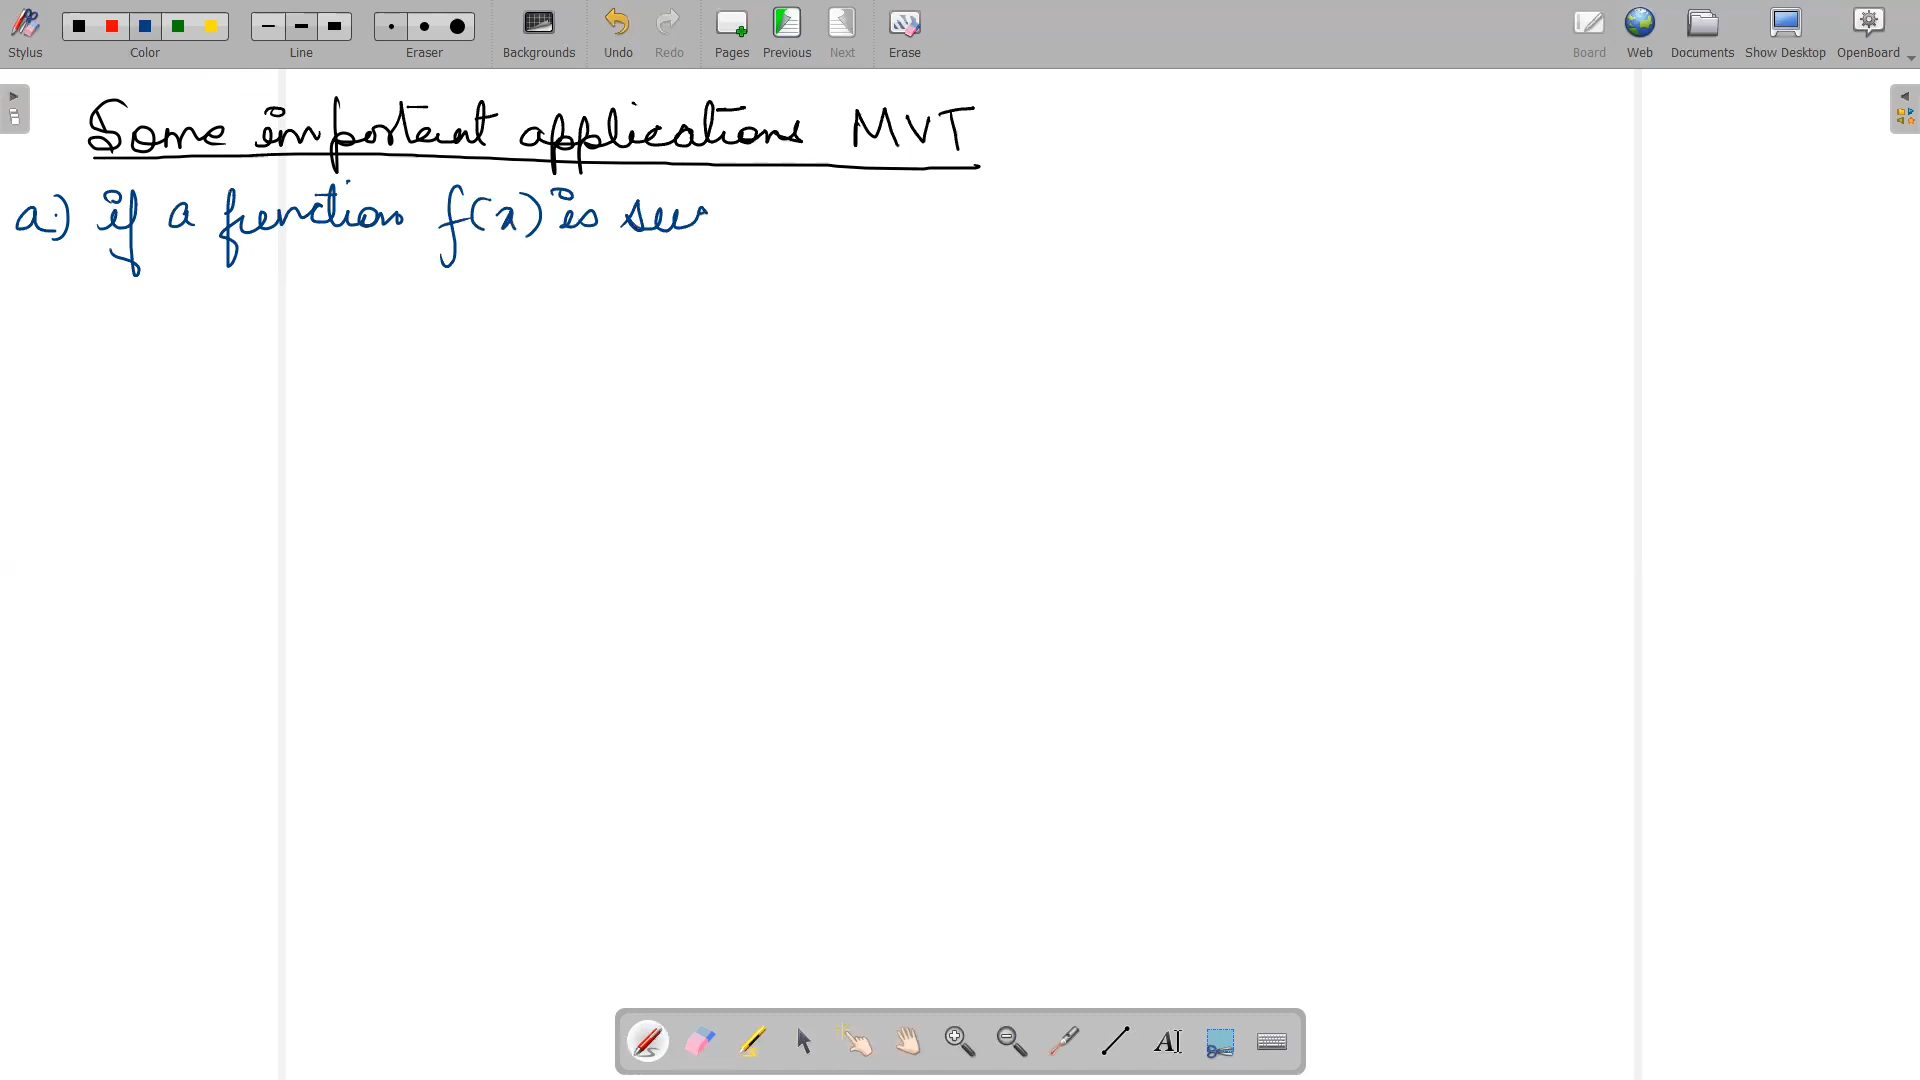 Stylus Color Line Eraser Backgrounds Undo Redo Pages Previous Next Erase Board Web Documents Show Desktop OpenBoard
Some important applications MVT
a.) if a function f(x) is suc